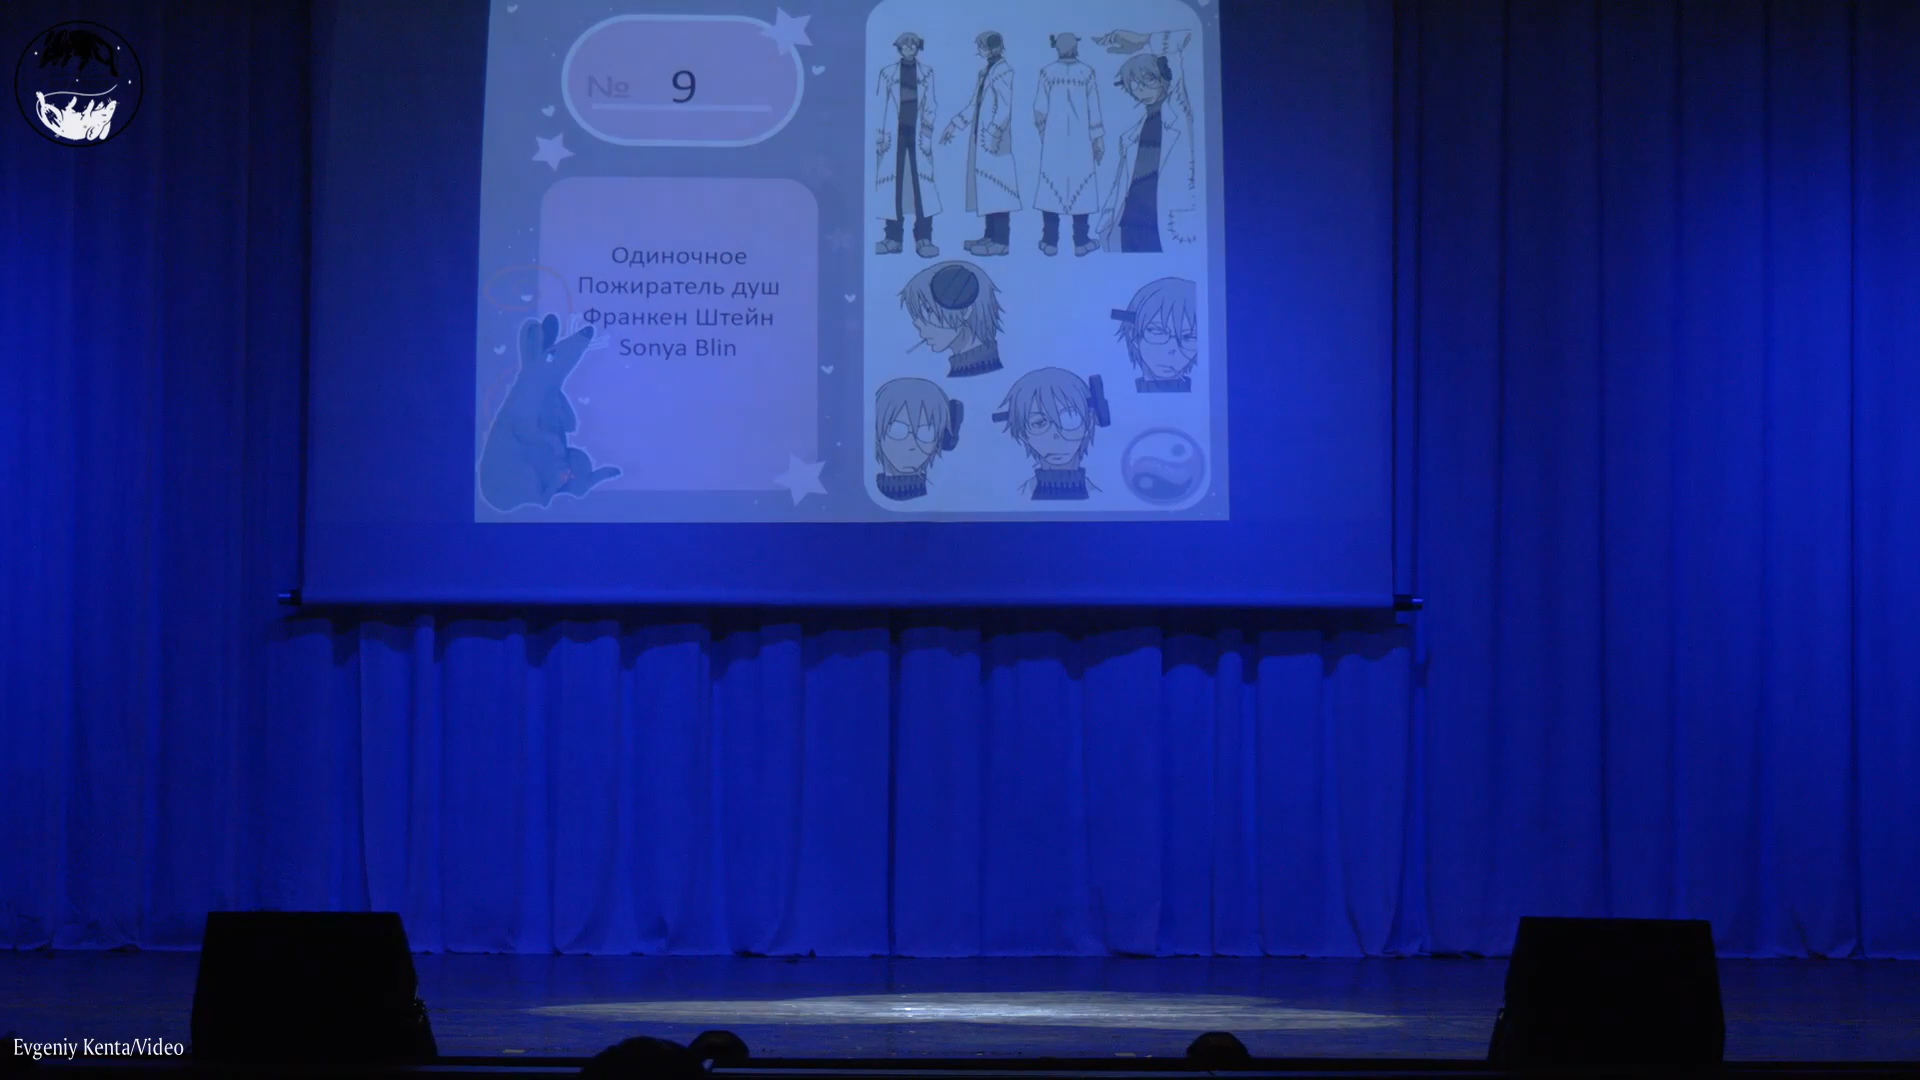 № 9
Одиночное
Пожиратель душ
Франкен Штейн
Sonya Blin
Evgeniy Kenta/Video